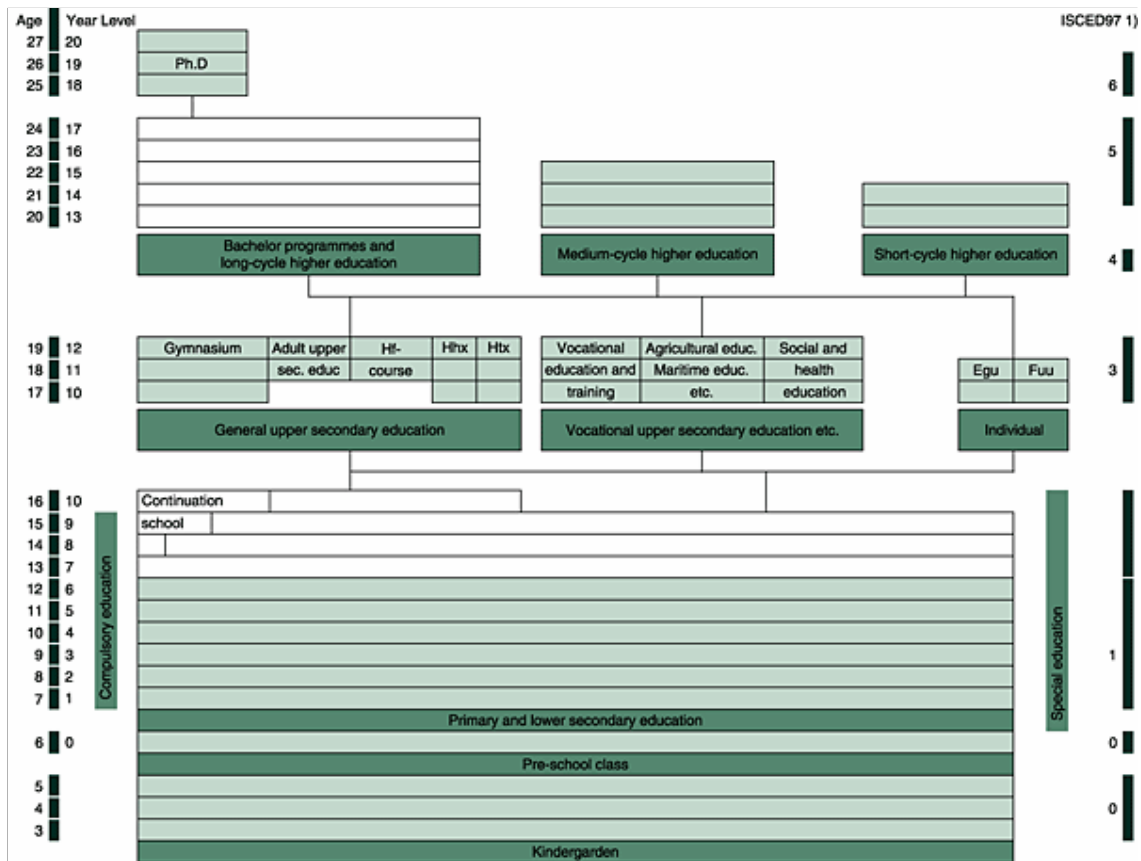 Age Year Level ISCED97 1)
27 20
26 19 Ph.D
25 18 6
24 17
23 16 5
22 15
21 14
20 13
Bachelor programmes and
long-cycle higher education
Medium-cycle higher education
Short-cycle higher education
4
19 12 Gymnasium Adult upper Hf- Hhx Htx Vocational Agricultural educ. Social and
18 11 sec. educ course education and Maritime educ. health Egu Fuu 3
17 10 training etc. education
General upper secondary education Vocational upper secondary education etc. Individual
16 10 Continuation
15 9 school
14 8
13 7
12 6
11 5
10 4
9 3 1
8 2
7 1
Compulsory education
Special education
Primary and lower secondary education
6 0 0
Pre-school class
5
4 0
3
Kindergarden